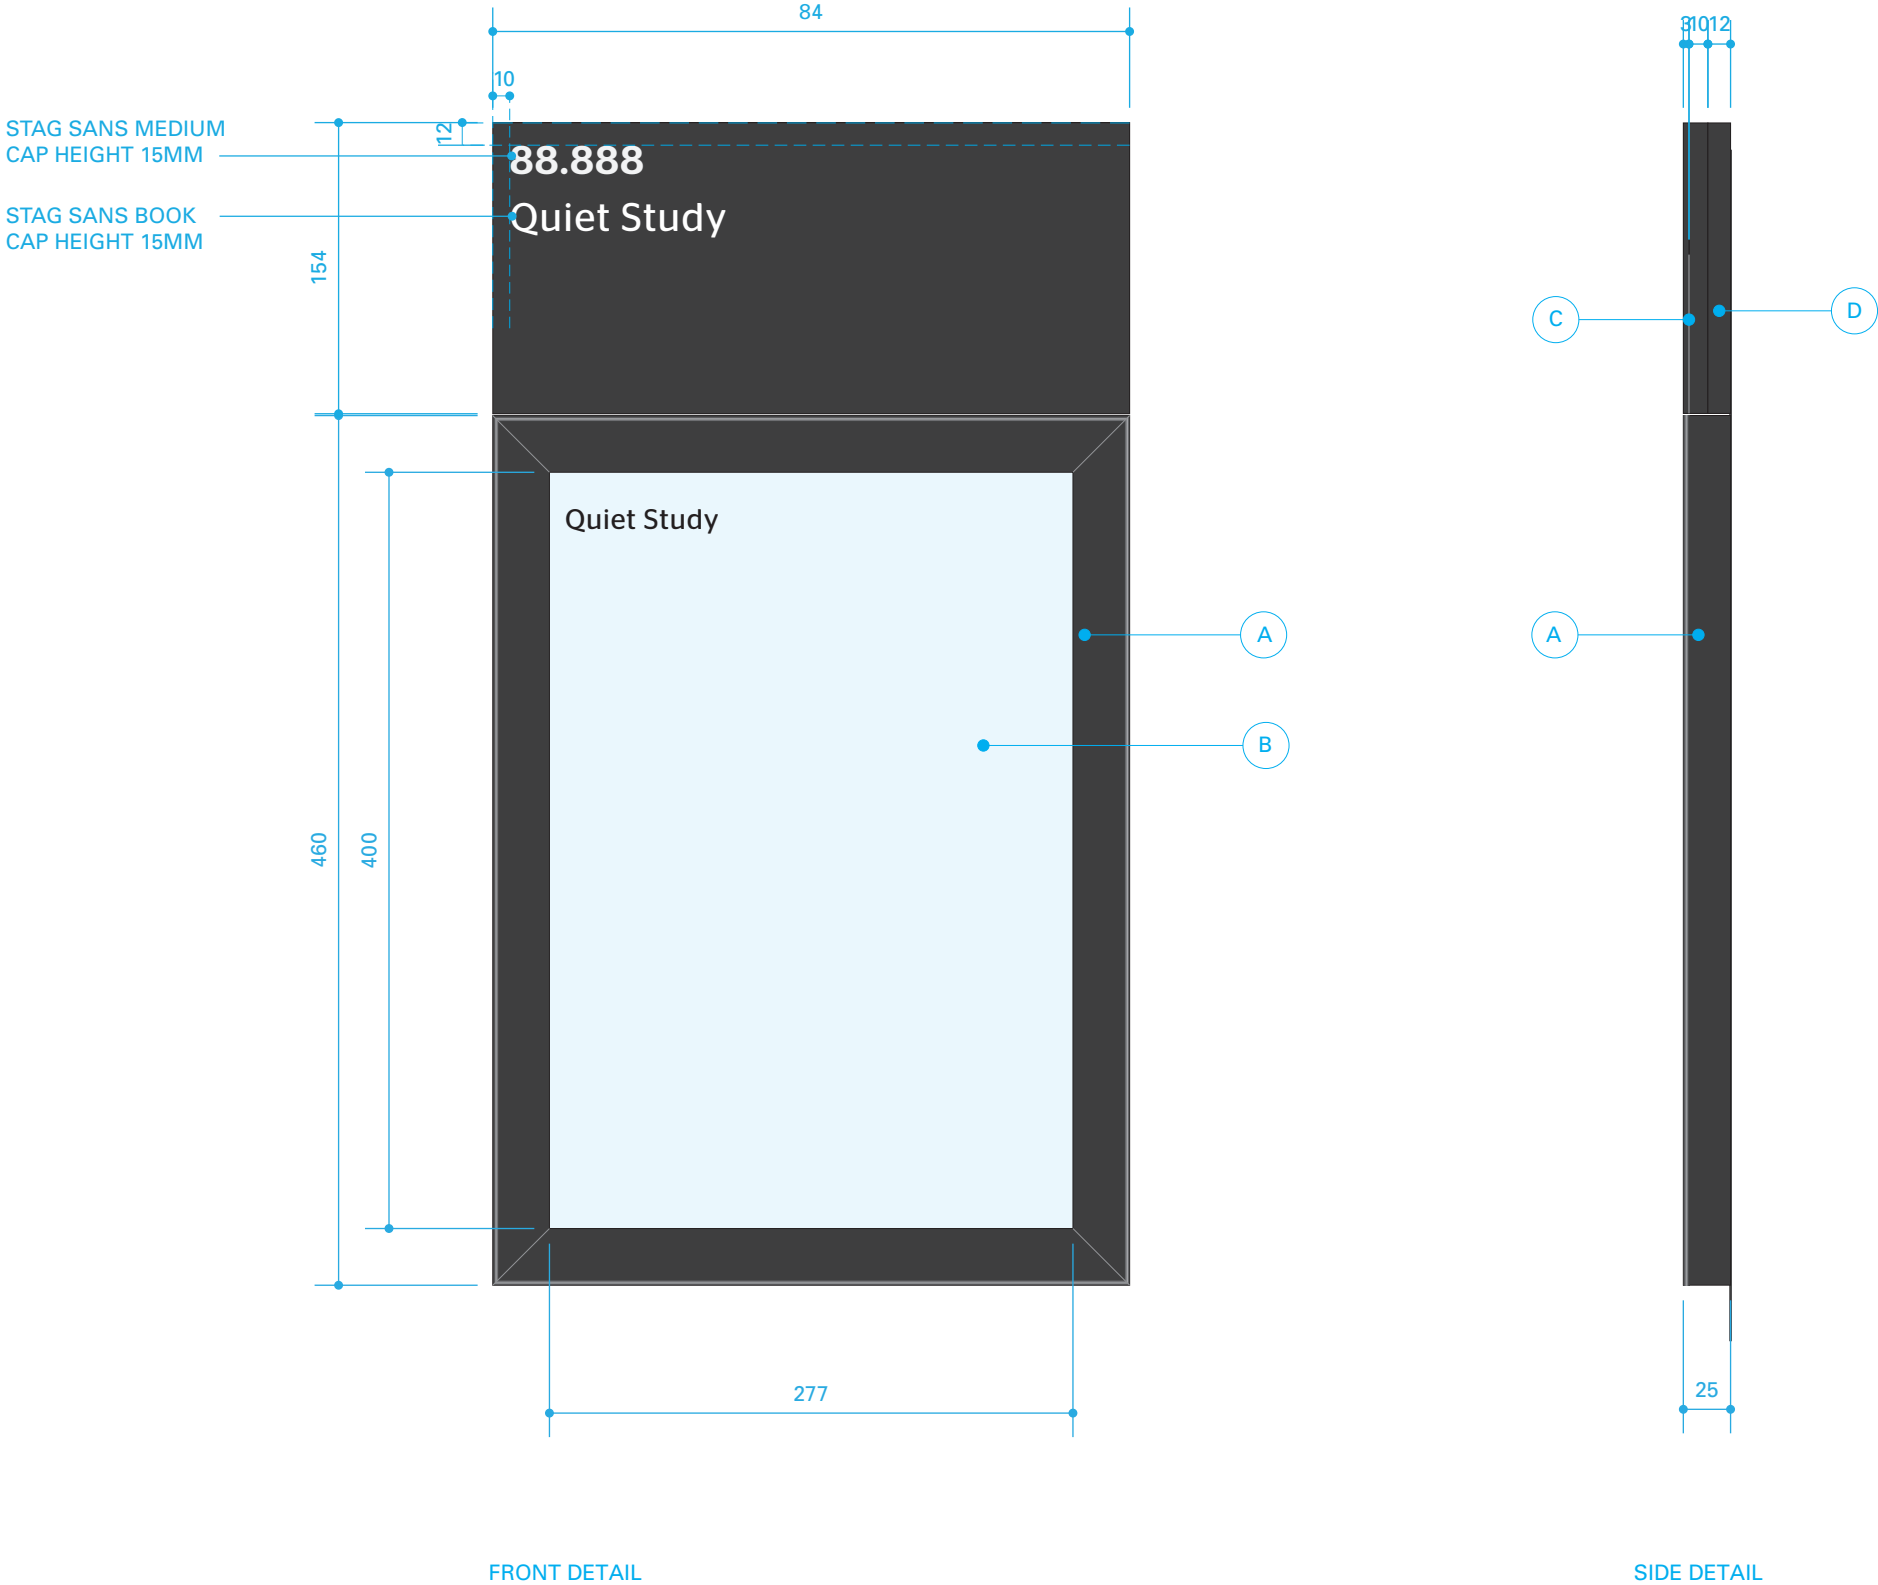 84
3 10 12
10
12
STAG SANS MEDIUM
CAP HEIGHT 15MM
88.888
STAG SANS BOOK
CAP HEIGHT 15MM
Quiet Study
154
C
D
Quiet Study
A
A
B
460
400
277
25
FRONT DETAIL
SIDE DETAIL